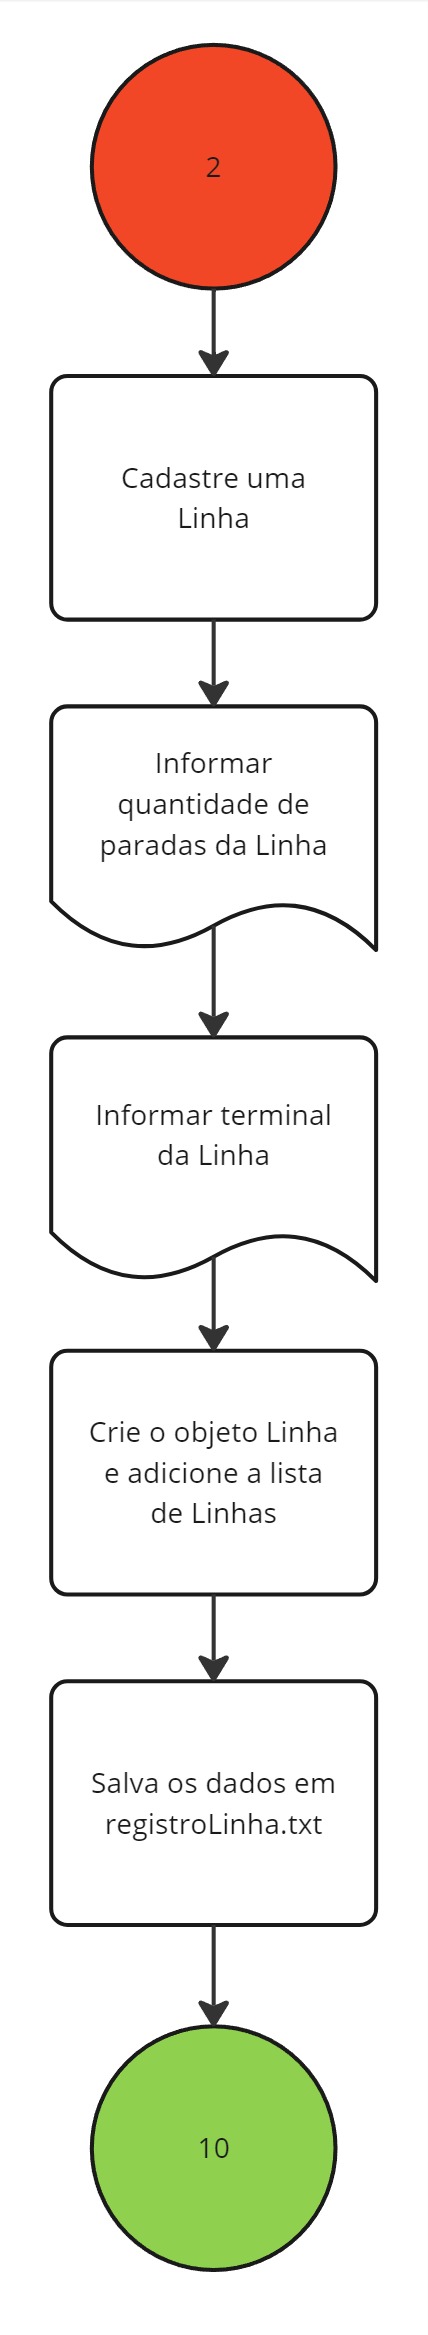 2
Cadastre uma
Linha
Informar
quantidade de
paradas da Linha
Informar terminal
da Linha
Crie o objeto Linha
e adicione a lista
de Linhas
Salva os dados em
registroLinha.txt
10